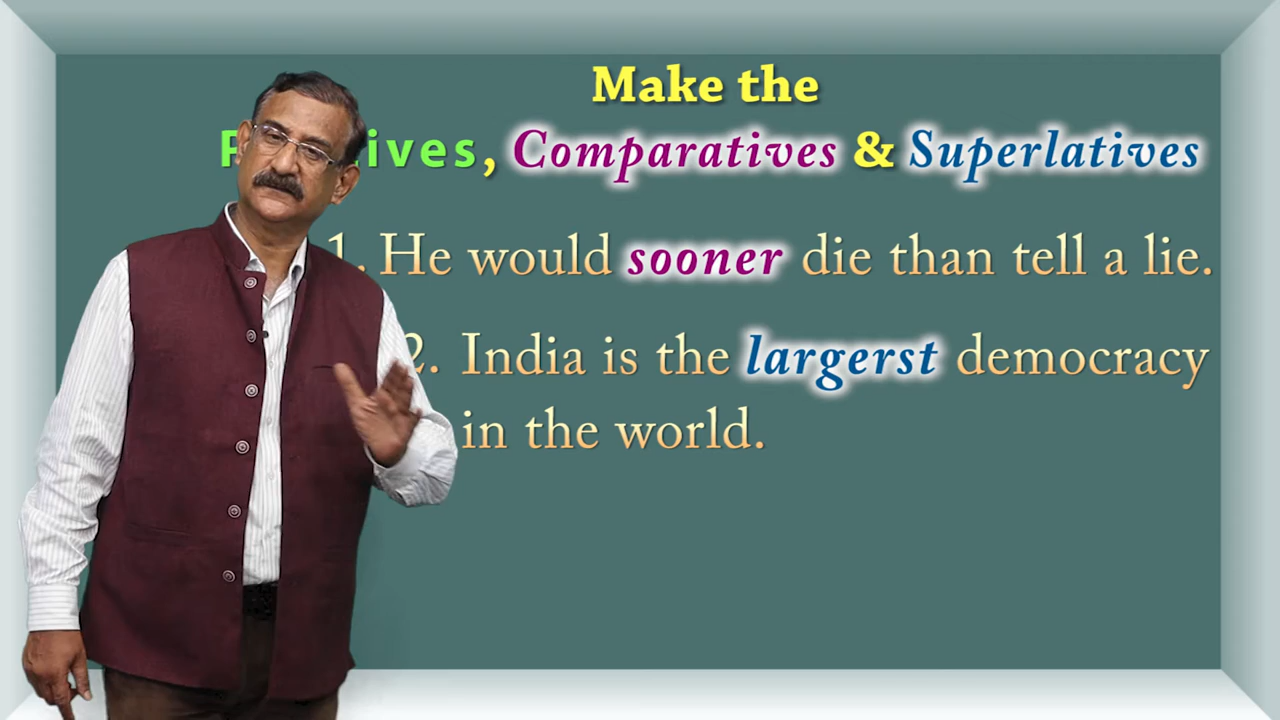 Make the
, Comparatives & Superlatives
1. He would sooner die than tell a lie.
2. India is the largerst democracy
in the world.